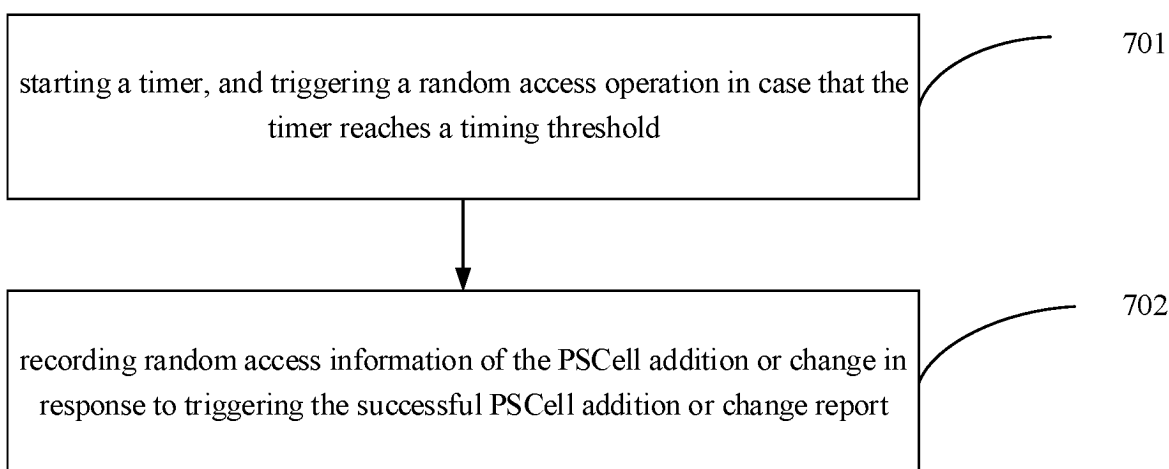 starting a timer, and triggering a random access operation in case that the
timer reaches a timing threshold
701
recording random access information of the PSCell addition or change in
response to triggering the successful PSCell addition or change report
702